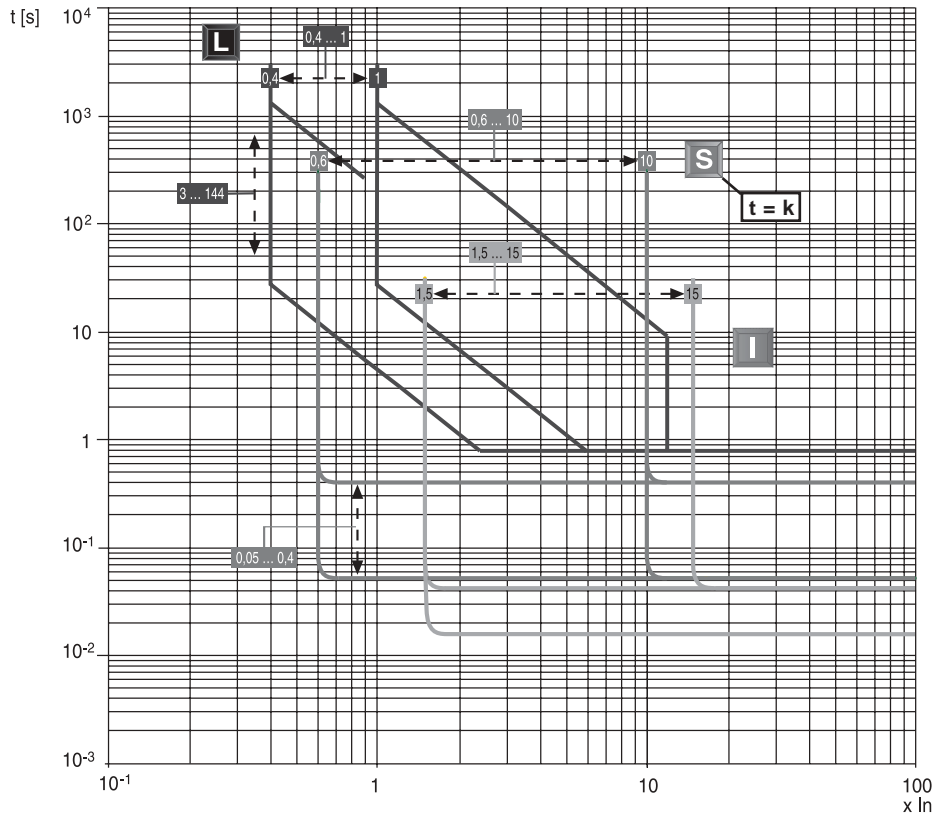 t [s]
10⁴
10³
10²
10
1
10⁻¹
10⁻²
10⁻³
L
0,4 ... 1
0,4
1
0,6 ... 10
0,6
10
S
t = k
3 ... 144
1,5 ... 15
1,5
15
I
0,05 ... 0,4
10⁻¹
1
10
100
x In